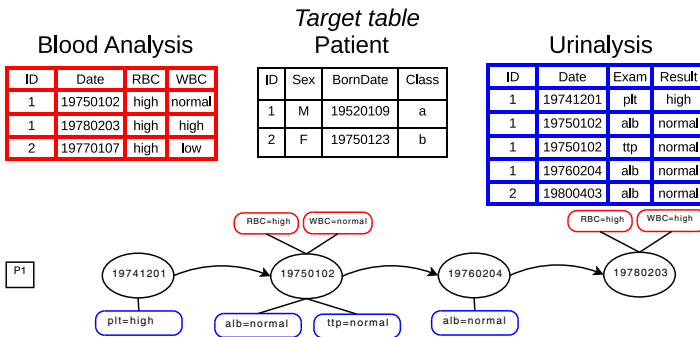 Target table
Blood Analysis
Patient
Urinalysis
ID Date RBC WBC
1 19750102 high normal
1 19780203 high high
2 19770107 high low
ID Sex BornDate Class
1 M 19520109 a
2 F 19750123 b
ID Date Exam Result
1 19741201 plt high
1 19750102 alb normal
1 19750102 ttp normal
1 19760204 alb normal
2 19800403 alb normal
RBC=high WBC=normal
RBC=high WBC=high
P1
19741201
19750102
19760204
19780203
plt=high
alb=normal
ttp=normal
alb=normal